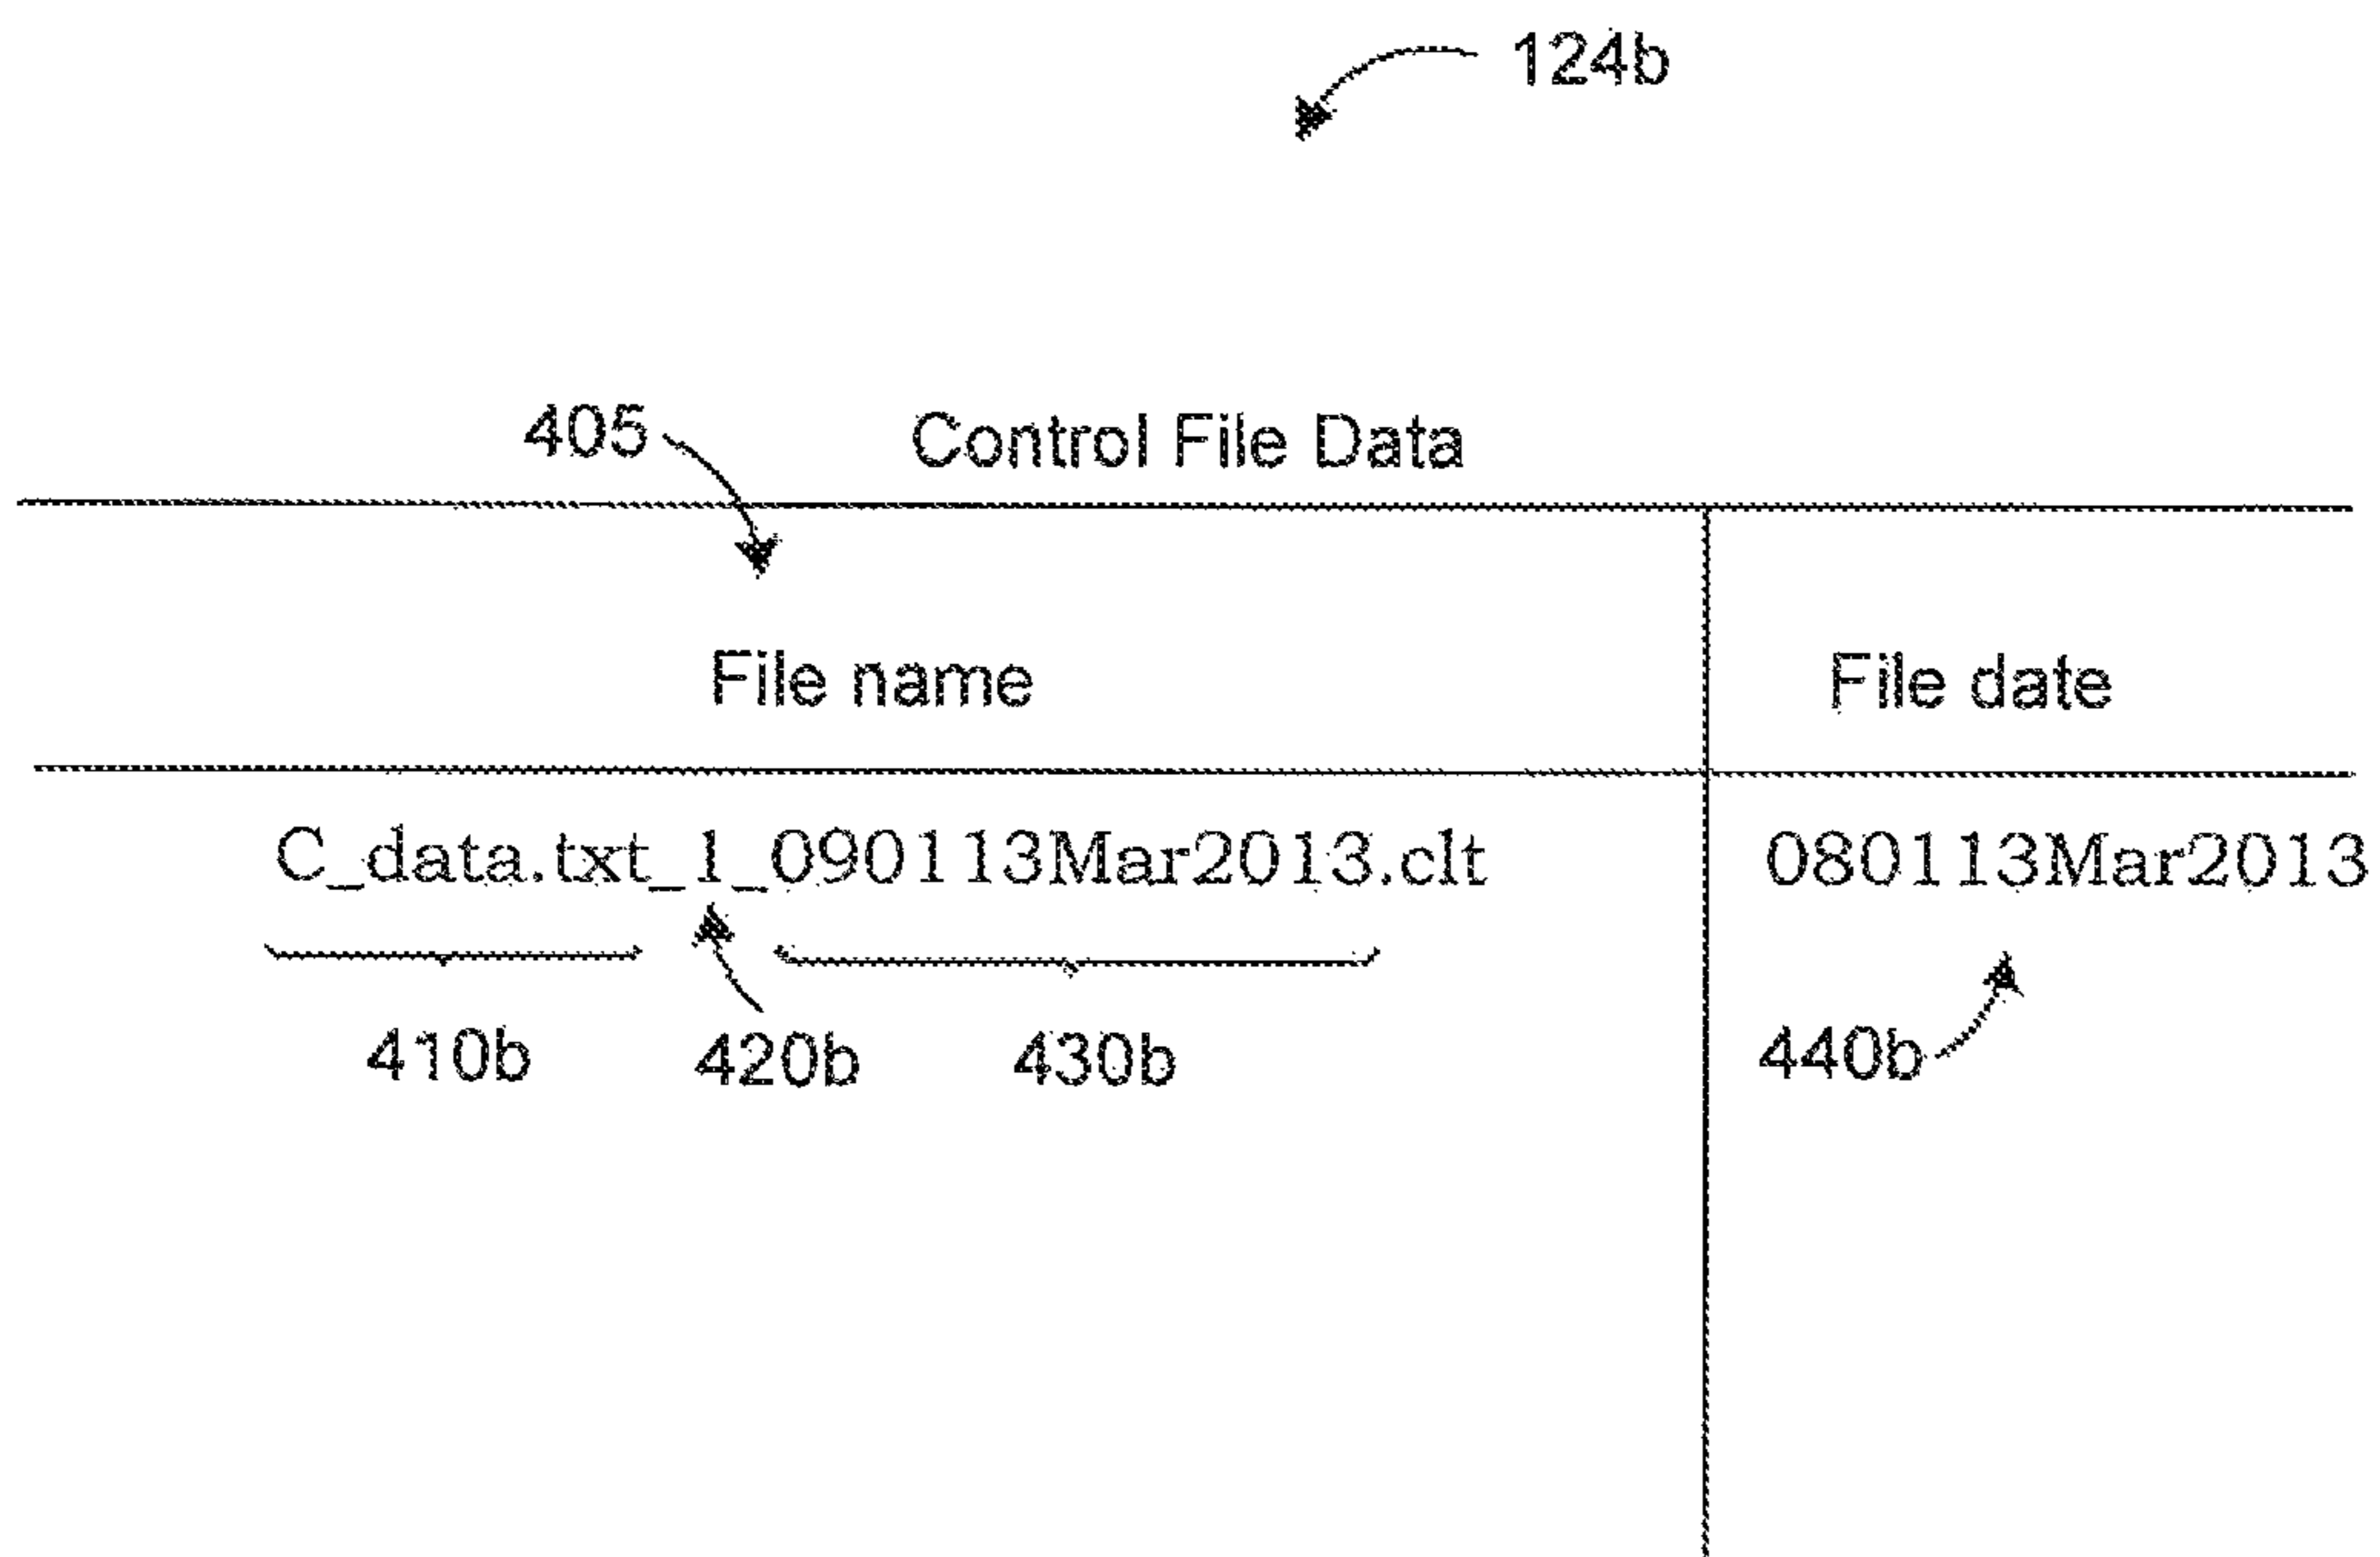 124b
405 Control File Data
File name File date
C_data.txt_1_090113Mar2013.clt 080113Mar2013
410b 420b 430b 440b